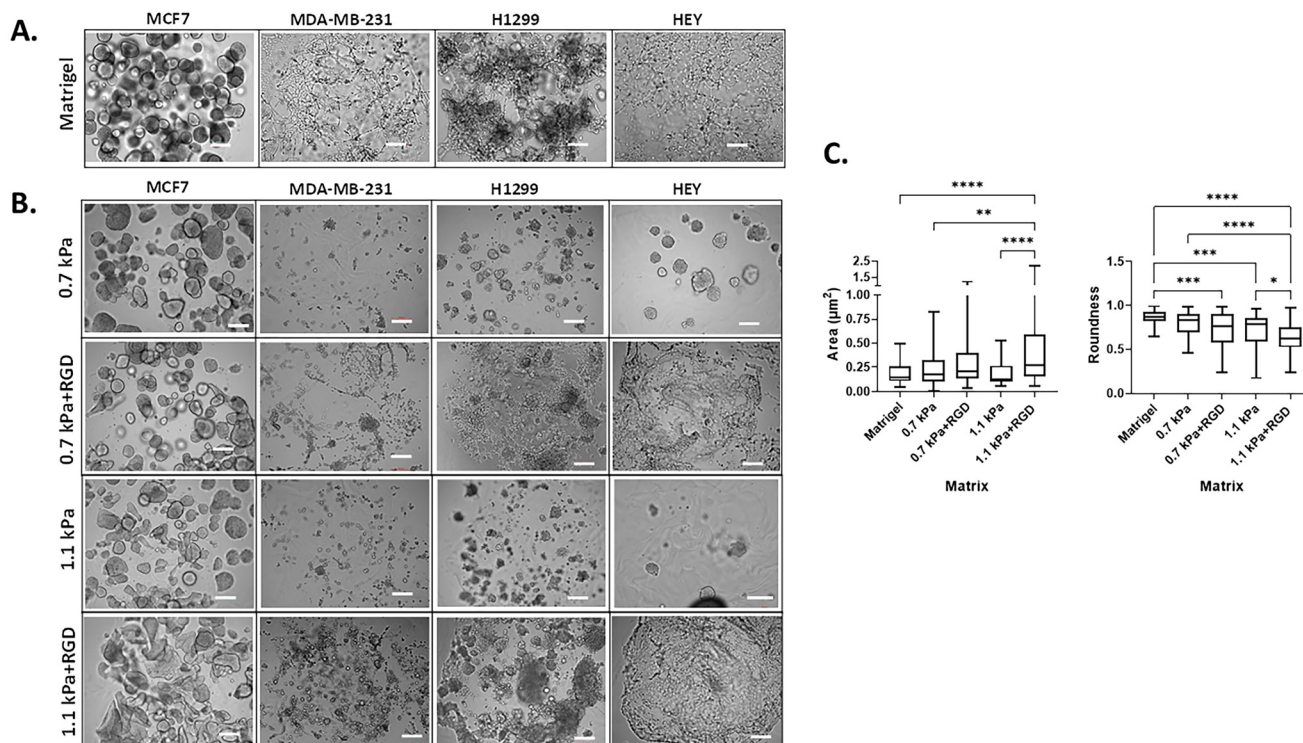 A.
MCF7 MDA-MB-231 H1299 HEY
Matrigel
B.
MCF7 MDA-MB-231 H1299 HEY
0.7 kPa
0.7 kPa+RGD
1.1 kPa
1.1 kPa+RGD
C.
****
**
****
2.5
2.0
1.5
1.00
0.75
0.50
0.25
0.00
Area (µm²)
Matrigel
0.7 kPa
0.7 kPa+RGD
1.1 kPa
1.1 kPa+RGD
Matrix
****
****
***
***
*
1.5
1.0
0.5
0.0
Roundness
Matrigel
0.7 kPa
0.7 kPa+RGD
1.1 kPa
1.1 kPa+RGD
Matrix